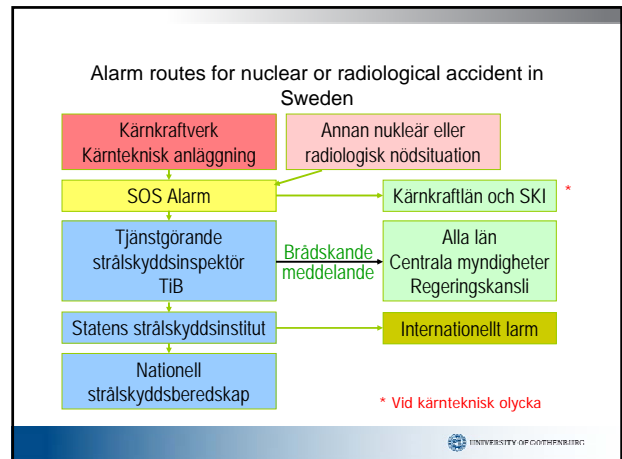 Alarm routes for nuclear or radiological accident in
Sweden
Kärnkraftverk
Kärnteknisk anläggning
Annan nukleär eller
radiologisk nödsituation
SOS Alarm
Kärnkraftlän och SKI
*
Tjänstgörande
strålskyddsinspektör
TiB
Brådskande
meddelande
Alla län
Centrala myndigheter
Regeringskansli
Statens strålskyddsinstitut
Internationellt larm
Nationell
strålskyddsberedskap
* Vid kärnteknisk olycka
UNIVERSITY OF GOTHENBURG